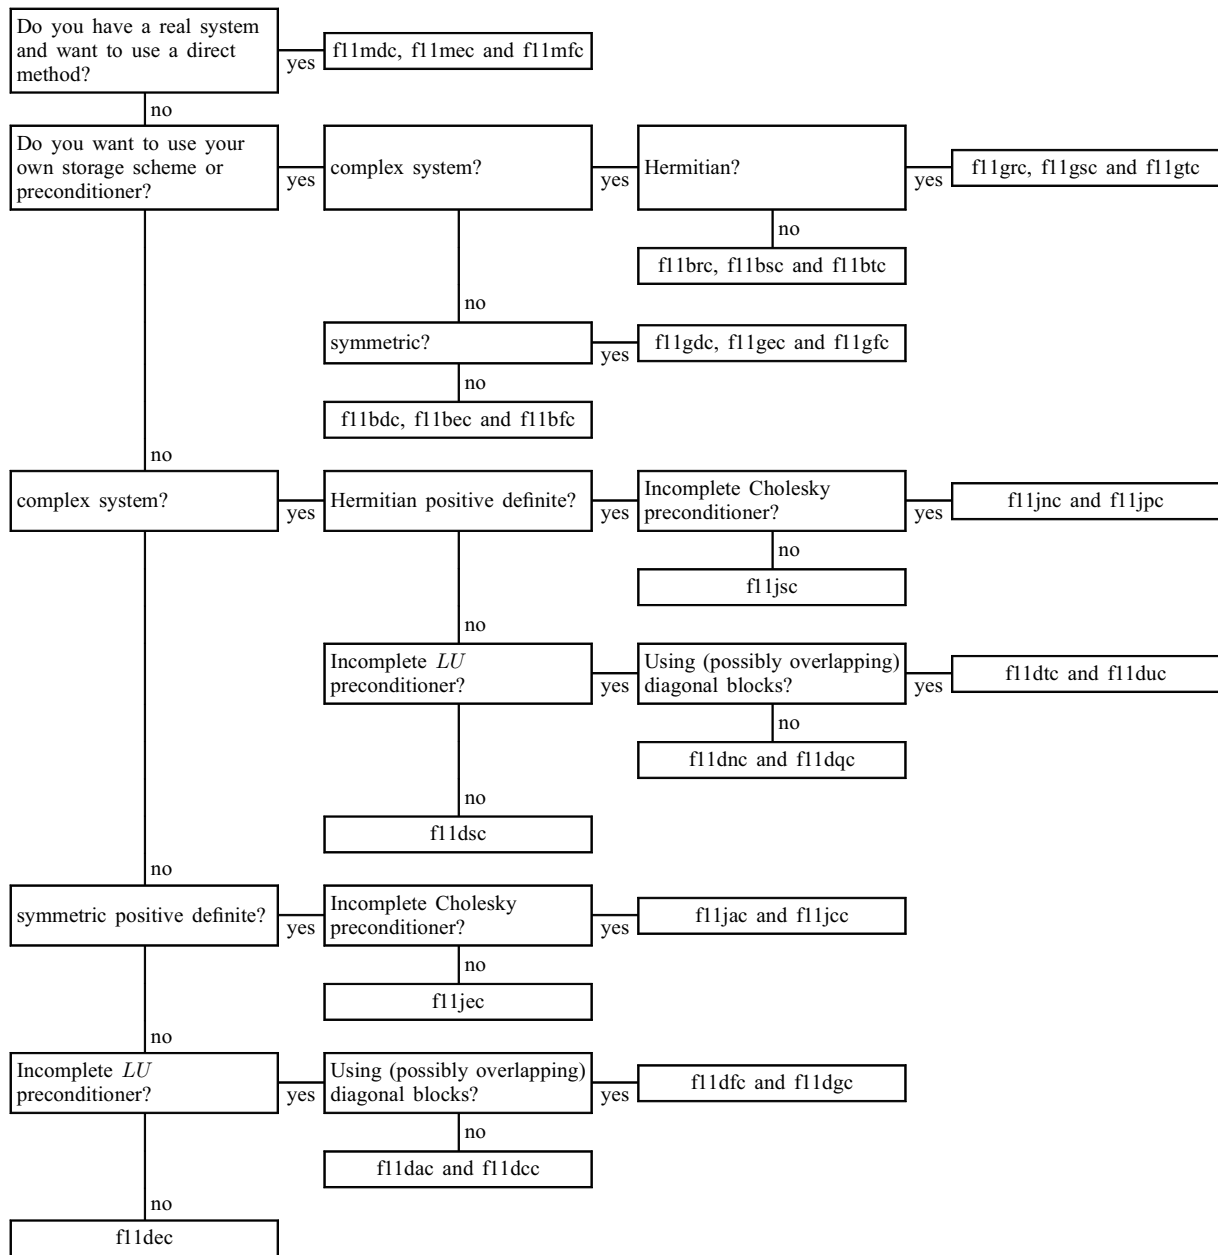 Do you have a real system
and want to use a direct
method?
yes
f11mdc, f11mec and f11mfc
no
Do you want to use your
own storage scheme or
preconditioner?
yes
complex system?
yes
Hermitian?
yes
f11grc, f11gsc and f11gtc
no
f11brc, f11bsc and f11btc
no
symmetric?
yes
f11gdc, f11gec and f11gfc
no
f11bdc, f11bec and f11bfc
no
complex system?
yes
Hermitian positive definite?
yes
Incomplete Cholesky
preconditioner?
yes
f11jnc and f11jpc
no
f11jsc
no
Incomplete LU
preconditioner?
yes
Using (possibly overlapping)
diagonal blocks?
yes
f11dtc and f11duc
no
f11dnc and f11dqc
no
f11dsc
no
symmetric positive definite?
yes
Incomplete Cholesky
preconditioner?
yes
f11jac and f11jcc
no
f11jec
no
Incomplete LU
preconditioner?
yes
Using (possibly overlapping)
diagonal blocks?
yes
f11dfc and f11dgc
no
f11dac and f11dcc
no
f11dec